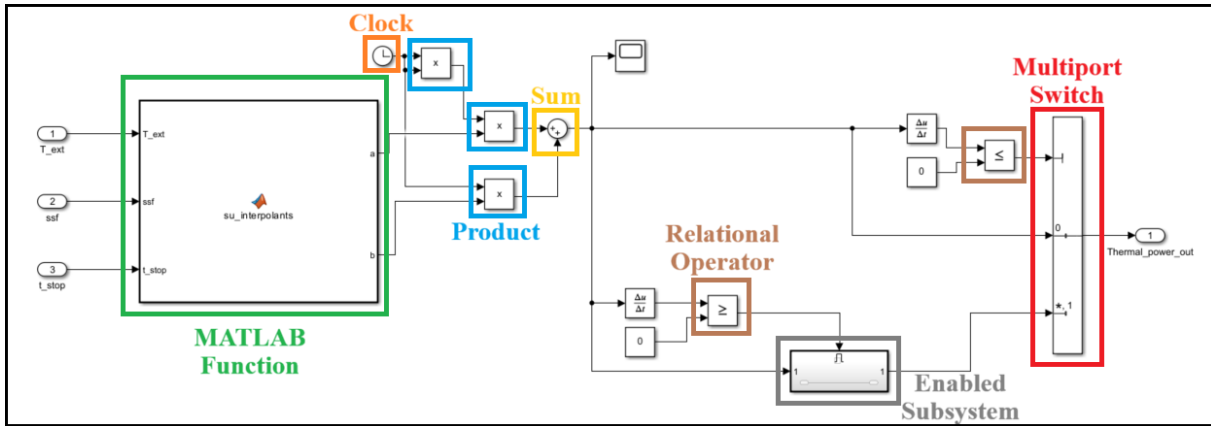 Clock
x
Multiport
Switch
Sum
1
T_ext
T_ext
a
x
Δu
Δt
0
≤
2
ssf
ssf
su_interpolants
x
Product
0
1
Thermal_power_out
Relational
Operator
3
t_stop
t_stop
b
Δu
Δt
0
≥
*, 1
MATLAB
Function
1
1
Enabled
Subsystem